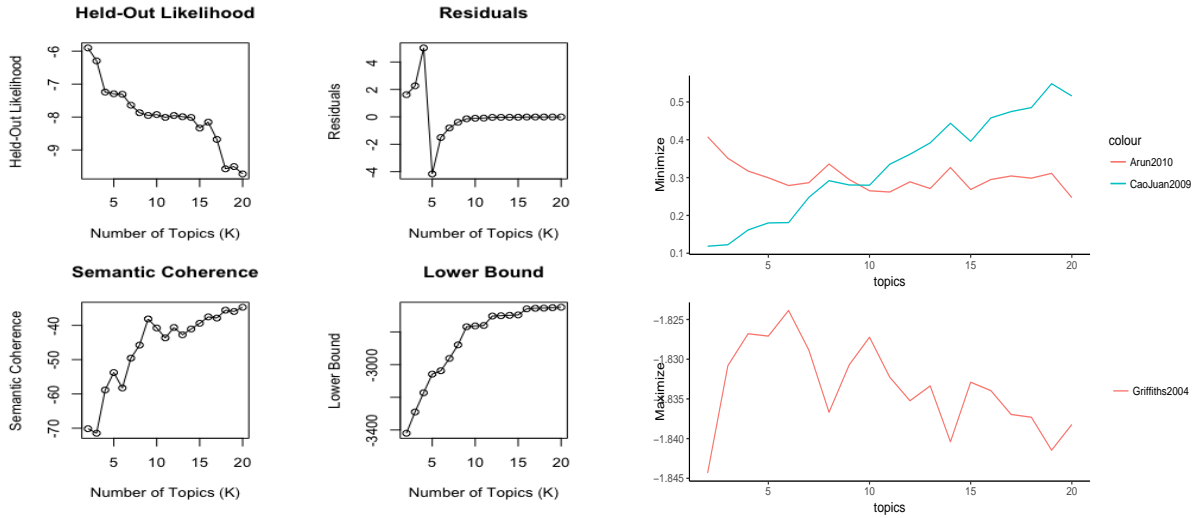 Held-Out Likelihood
Held-Out Likelihood
-6
-7
-8
-9
5 10 15 20
Number of Topics (K)
Residuals
Residuals
4
2
0
-2
-4
5 10 15 20
Number of Topics (K)
Semantic Coherence
Semantic Coherence
-40
-50
-60
-70
5 10 15 20
Number of Topics (K)
Lower Bound
Lower Bound
-3000
-3400
5 10 15 20
Number of Topics (K)
Minimize
0.5
0.4
0.3
0.2
0.1
5 10 15 20
topics
colour
Arun2010
CaoJuan2009
Maximize
−1.825
−1.830
−1.835
−1.840
−1.845
5 10 15 20
topics
Griffiths2004